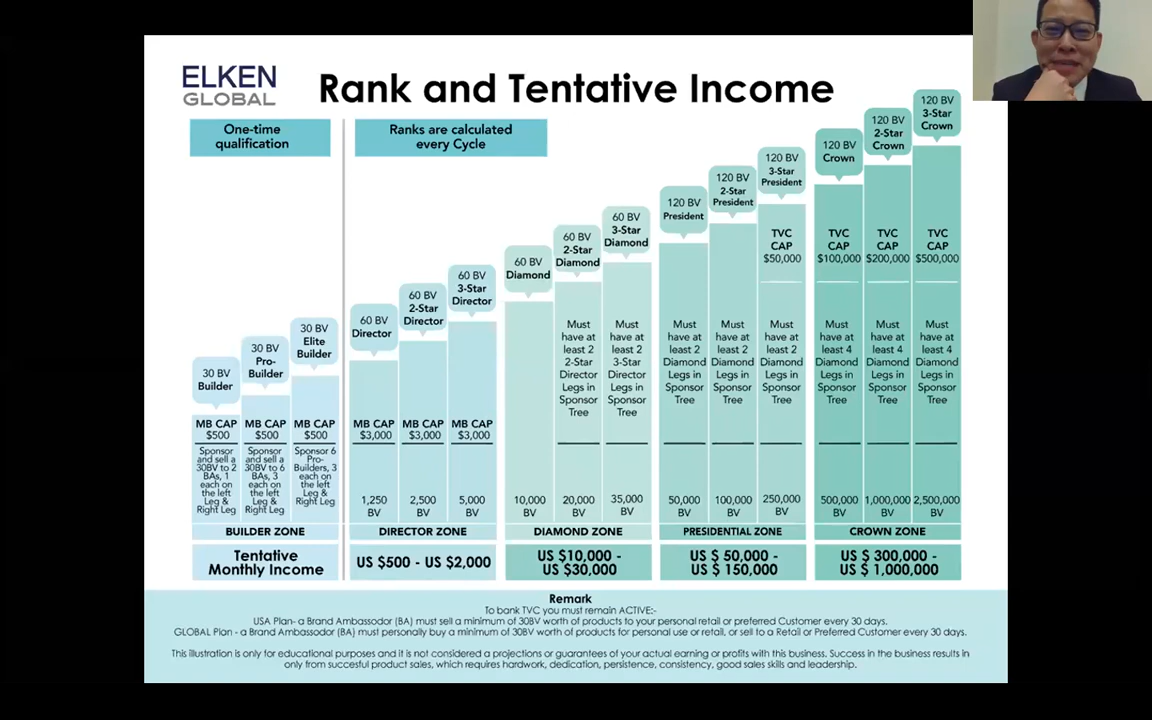 ELKEN
GLOBAL
Rank and Tentative Income
One-time
qualification
Ranks are calculated
every Cycle
30 BV
Builder
MB CAP
$500
Sponsor
and sell a
30BV to 2
BAs, 1
each on
the left
Leg &
Right Leg
30 BV
Pro-
Builder
MB CAP
$500
Sponsor
and sell a
30BV to 6
BAs, 3
each on
the left
Leg &
Right Leg
30 BV
Elite
Builder
MB CAP
$500
Sponsor 6
Pro-
Builders, 3
each on
the left
Leg &
Right Leg
BUILDER ZONE
Tentative
Monthly Income
60 BV
Director
MB CAP
$3,000
1,250
BV
60 BV
2-Star
Director
MB CAP
$3,000
2,500
BV
60 BV
3-Star
Director
MB CAP
$3,000
5,000
BV
DIRECTOR ZONE
US $500 - US $2,000
60 BV
Diamond
10,000
BV
60 BV
2-Star
Diamond
Must
have at
least 2
2-Star
Director
Legs in
Sponsor
Tree
20,000
BV
60 BV
3-Star
Diamond
Must
have at
least 2
3-Star
Director
Legs in
Sponsor
Tree
35,000
BV
DIAMOND ZONE
US $10,000 -
US $30,000
120 BV
President
Must
have at
least 2
Diamond
Legs in
Sponsor
Tree
50,000
BV
120 BV
2-Star
President
Must
have at
least 2
Diamond
Legs in
Sponsor
Tree
100,000
BV
120 BV
3-Star
President
TVC
CAP
$50,000
Must
have at
least 2
Diamond
Legs in
Sponsor
Tree
250,000
BV
PRESIDENTIAL ZONE
US $ 50,000 -
US $ 150,000
120 BV
Crown
TVC
CAP
$100,000
Must
have at
least 4
Diamond
Legs in
Sponsor
Tree
500,000
BV
120 BV
2-Star
Crown
TVC
CAP
$200,000
Must
have at
least 4
Diamond
Legs in
Sponsor
Tree
1,000,000
BV
120 BV
3-Star
Crown
TVC
CAP
$500,000
Must
have at
least 4
Diamond
Legs in
Sponsor
Tree
2,500,000
BV
CROWN ZONE
US $ 300,000 -
US $ 1,000,000
Remark
To bank TVC you must remain ACTIVE:-
USA Plan- a Brand Ambassador (BA) must sell a minimum of 30BV worth of products to your personal retail or preferred Customer every 30 days.
GLOBAL Plan - a Brand Ambassador (BA) must personally buy a minimum of 30BV worth of products for personal use or retail, or sell to a Retail or Preferred Customer every 30 days.
This illustration is only for educational purposes and it is not considered a projections or guarantees of your actual earning or profits with this business. Success in the business results in
only from succesful product sales, which requires hardwork, dedication, persistence, consistency, good sales skills and leadership.